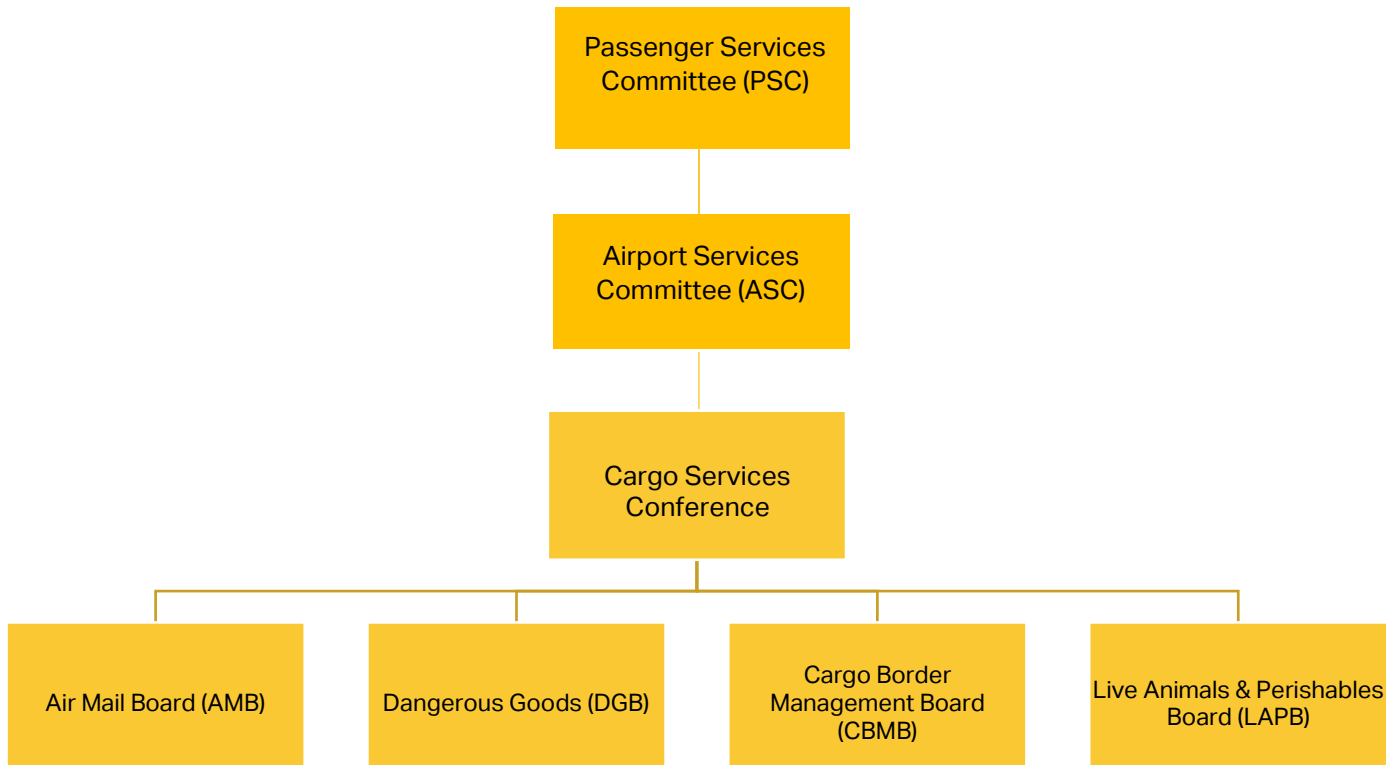 Passenger Services
Committee (PSC)
Airport Services
Committee (ASC)
Cargo Services
Conference
Air Mail Board (AMB)
Dangerous Goods (DGB)
Cargo Border
Management Board
(CBMB)
Live Animals & Perishables
Board (LAPB)